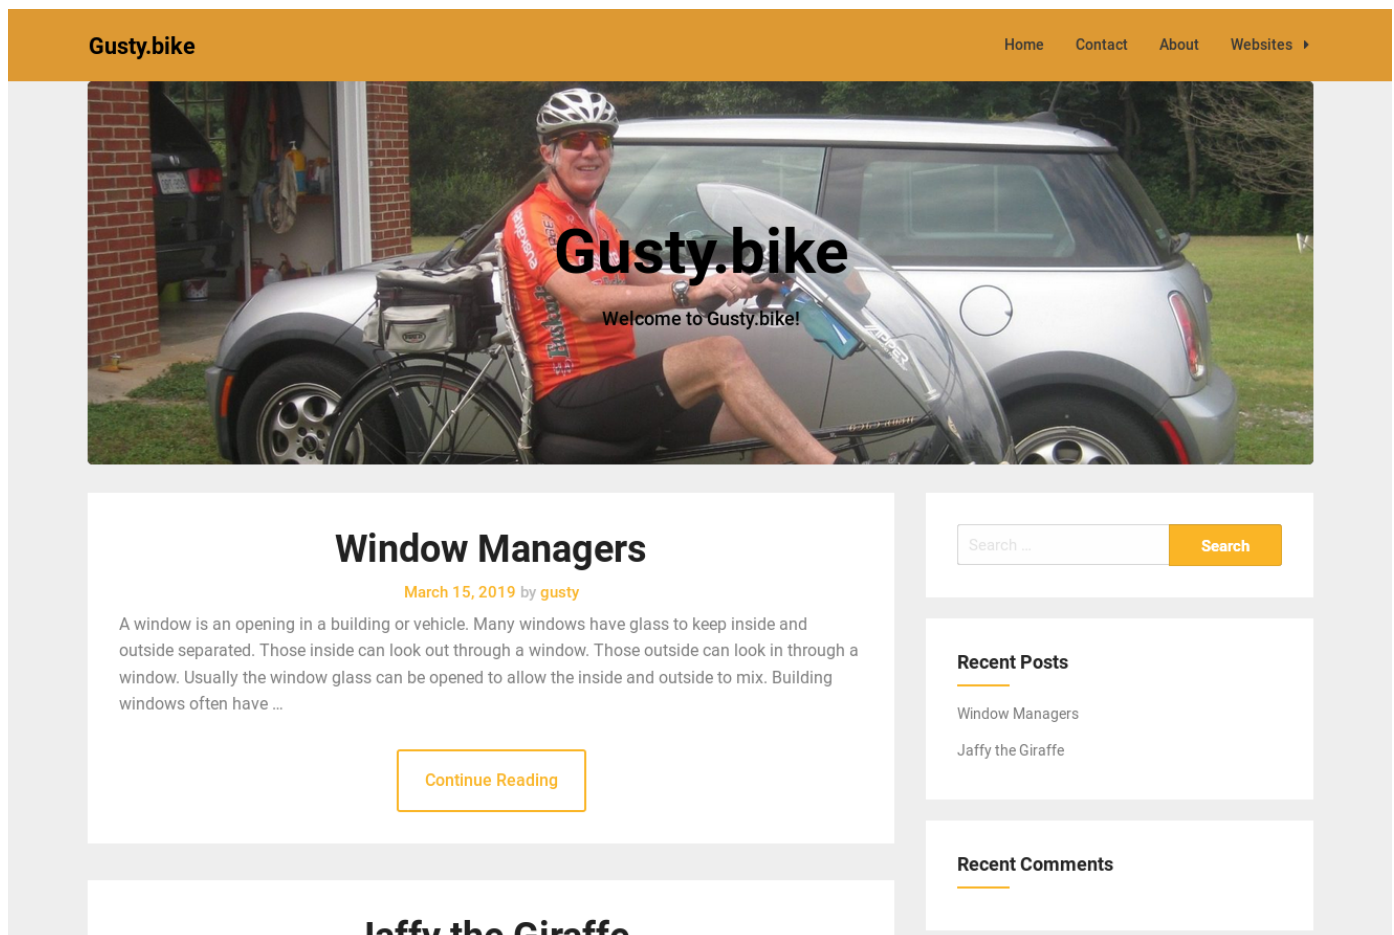 Gusty.bike
Home
Contact
About
Websites
Gusty.bike
Welcome to Gusty.bike!
ZZIPPER
Window Managers
March 15, 2019 by gusty
A window is an opening in a building or vehicle. Many windows have glass to keep inside and
outside separated. Those inside can look out through a window. Those outside can look in through a
window. Usually the window glass can be opened to allow the inside and outside to mix. Building
windows often have …
Continue Reading
Jaffy the Giraffe
Search …
Search
Recent Posts
Window Managers
Jaffy the Giraffe
Recent Comments